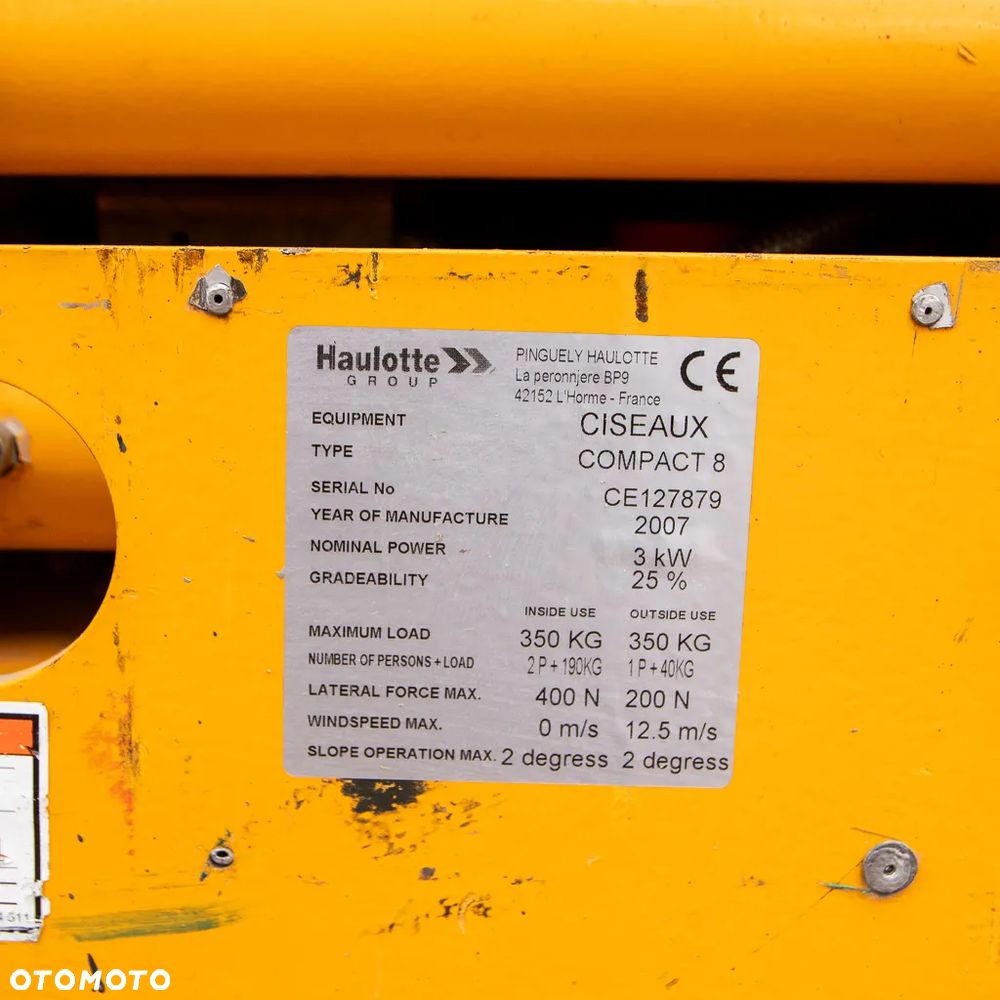 Haulotte
GROUP
PINGUELY HAULOTTE
La peronnjere BP9
42152 L'Horme - France
CE
EQUIPMENT CISEAUX
TYPE COMPACT 8
SERIAL No CE127879
YEAR OF MANUFACTURE 2007
NOMINAL POWER 3 kW
GRADEABILITY 25 %
INSIDE USE OUTSIDE USE
MAXIMUM LOAD 350 KG 350 KG
NUMBER OF PERSONS + LOAD 2 P + 190KG 1 P + 40KG
LATERAL FORCE MAX. 400 N 200 N
WINDSPEED MAX. 0 m/s 12.5 m/s
SLOPE OPERATION MAX. 2 degress 2 degress
OTOMOTO